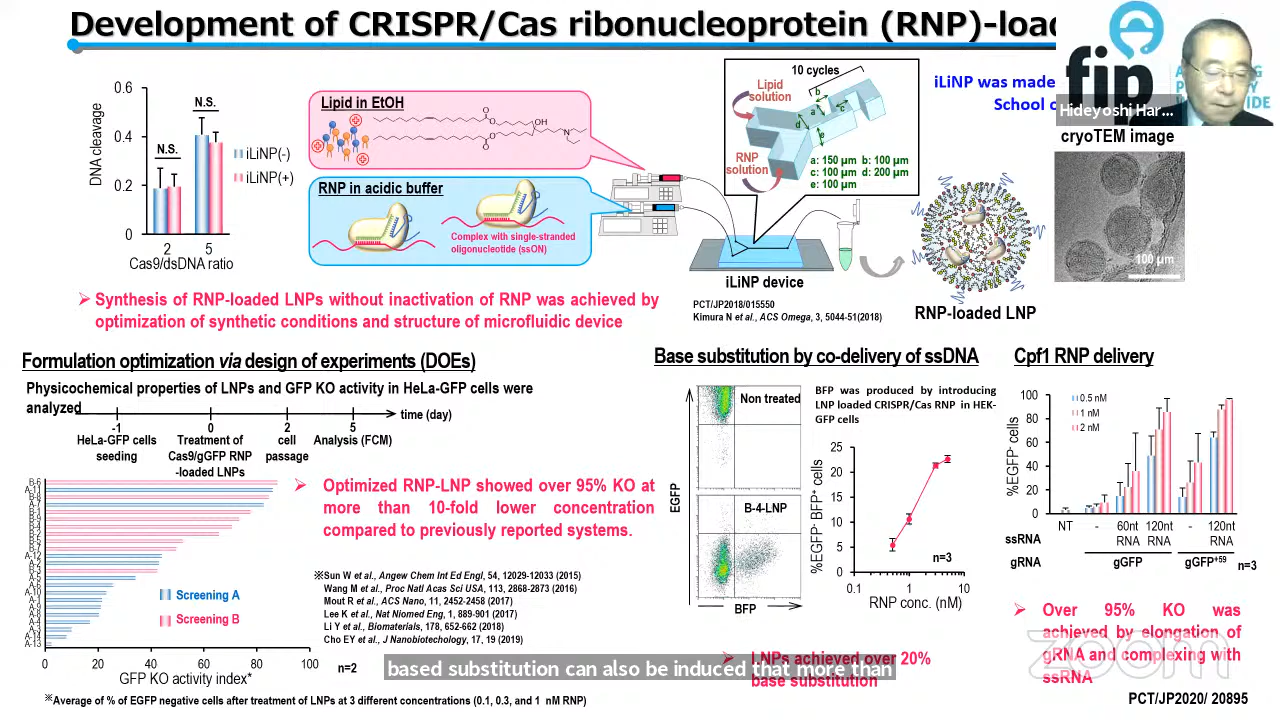 Development of CRISPR/Cas ribonucleoprotein (RNP)-loa
fip
Hideyoshi Har...
iLiNP was made
School o
cryoTEM image
100 µm
DNA cleavage
0.6
0.4
0.2
0
N.S.
N.S.
iLiNP(-)
iLiNP(+)
2 5
Cas9/dsDNA ratio
Lipid in EtOH
RNP in acidic buffer
Complex with single-stranded
oligonucleotide (ssON)
10 cycles
Lipid
solution
RNP
solution
a b c d e
a: 150 µm b: 100 µm
c: 100 µm d: 200 µm
e: 100 µm
iLiNP device
PCT/JP2018/015550
Kimura N et al., ACS Omega, 3, 5044-51(2018)
RNP-loaded LNP
Synthesis of RNP-loaded LNPs without inactivation of RNP was achieved by
optimization of synthetic conditions and structure of microfluidic device
Formulation optimization via design of experiments (DOEs)
Physicochemical properties of LNPs and GFP KO activity in HeLa-GFP cells were
analyzed
time (day)
-1 0 2 5
HeLa-GFP cells
seeding
Treatment of
Cas9/gGFP RNP
-loaded LNPs
cell
passage
Analysis (FCM)
Screening A
Screening B
0 20 40 60 80 100
GFP KO activity index*
n=2
Optimized RNP-LNP showed over 95% KO at
more than 10-fold lower concentration
compared to previously reported systems.
※Sun W et al., Angew Chem Int Ed Engl, 54, 12029-12033 (2015)
Wang M et al., Proc Natl Acas Sci USA, 113, 2868-2873 (2016)
Mout R et al., ACS Nano, 11, 2452-2458 (2017)
Lee K et al., Nat Niomed Eng, 1, 889-901 (2017)
Li Y et al., Biomaterials, 178, 652-662 (2018)
Cho EY et al., J Nanobiotechology, 17, 19 (2019)
※Average of % of EGFP negative cells after treatment of LNPs at 3 different concentrations (0.1, 0.3, and 1 nM RNP)
Base substitution by co-delivery of ssDNA
Non treated
B-4-LNP
EGFP
BFP
BFP was produced by introducing
LNP loaded CRISPR/Cas RNP in HEK-
GFP cells
%EGFP- BFP+ cells
25
20
15
10
5
0
0.1 1 10
RNP conc. (nM)
n=3
LNPs achieved over 20%
base substitution
Cpf1 RNP delivery
%EGFP- cells
100
80
60
40
20
0
0.5 nM
1 nM
2 nM
NT - 60nt 120nt - 120nt
RNA RNA RNA
ssRNA
gRNA gGFP gGFP+59
n=3
Over 95% KO was
achieved by elongation of
gRNA and complexing with
ssRNA
PCT/JP2020/ 20895
zoom
based substitution can also be induced that more than